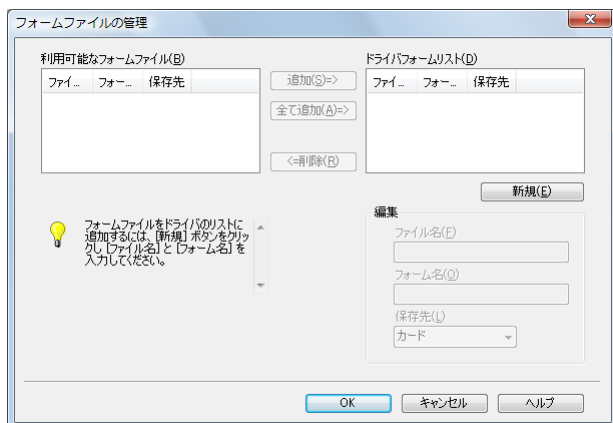 フォームファイルの管理
利用可能なフォームファイル(B)
ファイ... フォー... 保存先
追加(S)=>
全て追加(A)=>
<=削除(R)
ドライバフォームリスト(D)
ファイ... フォー... 保存先
新規(E)
フォームファイルをドライバのリストに
追加するには、[新規] ボタンをクリッ
クし [ファイル名] と [フォーム名] を
入力してください。
編集
ファイル名(F)
フォーム名(O)
保存先(L)
カード
OK
キャンセル
ヘルプ